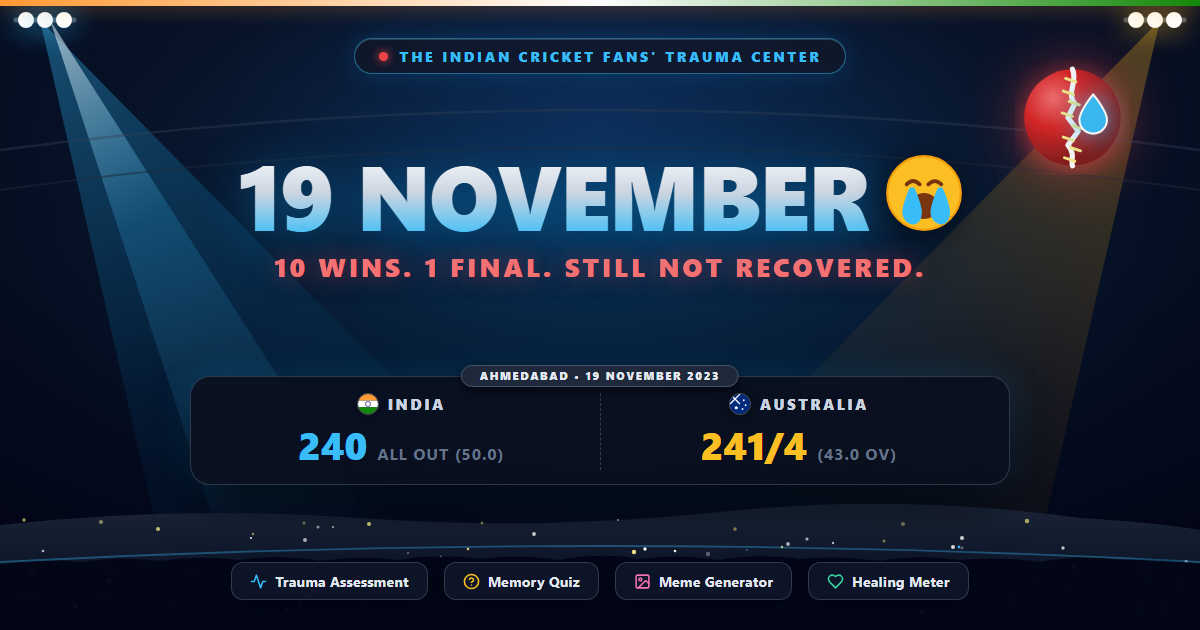 THE INDIAN CRICKET FANS' TRAUMA CENTER
19 NOVEMBER
10 WINS. 1 FINAL. STILL NOT RECOVERED.
AHMEDABAD • 19 NOVEMBER 2023
INDIA
240 ALL OUT (50.0)
AUSTRALIA
241/4 (43.0 OV)
Trauma Assessment
Memory Quiz
Meme Generator
Healing Meter